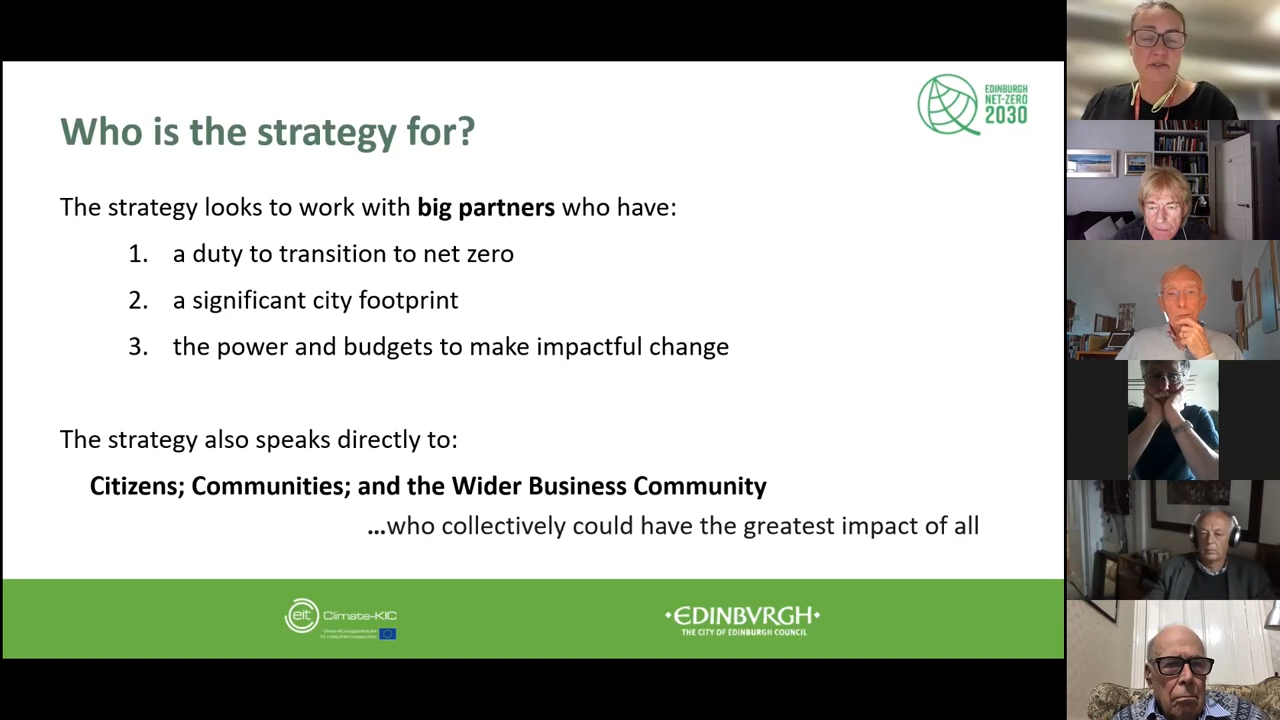 Who is the strategy for?
EDINBURGH
NET-ZERO
2030
The strategy looks to work with big partners who have:
1. a duty to transition to net zero
2. a significant city footprint
3. the power and budgets to make impactful change
The strategy also speaks directly to:
Citizens; Communities; and the Wider Business Community
...who collectively could have the greatest impact of all
eit Climate-KIC
•EDINBVRGH•
THE CITY OF EDINBURGH COUNCIL